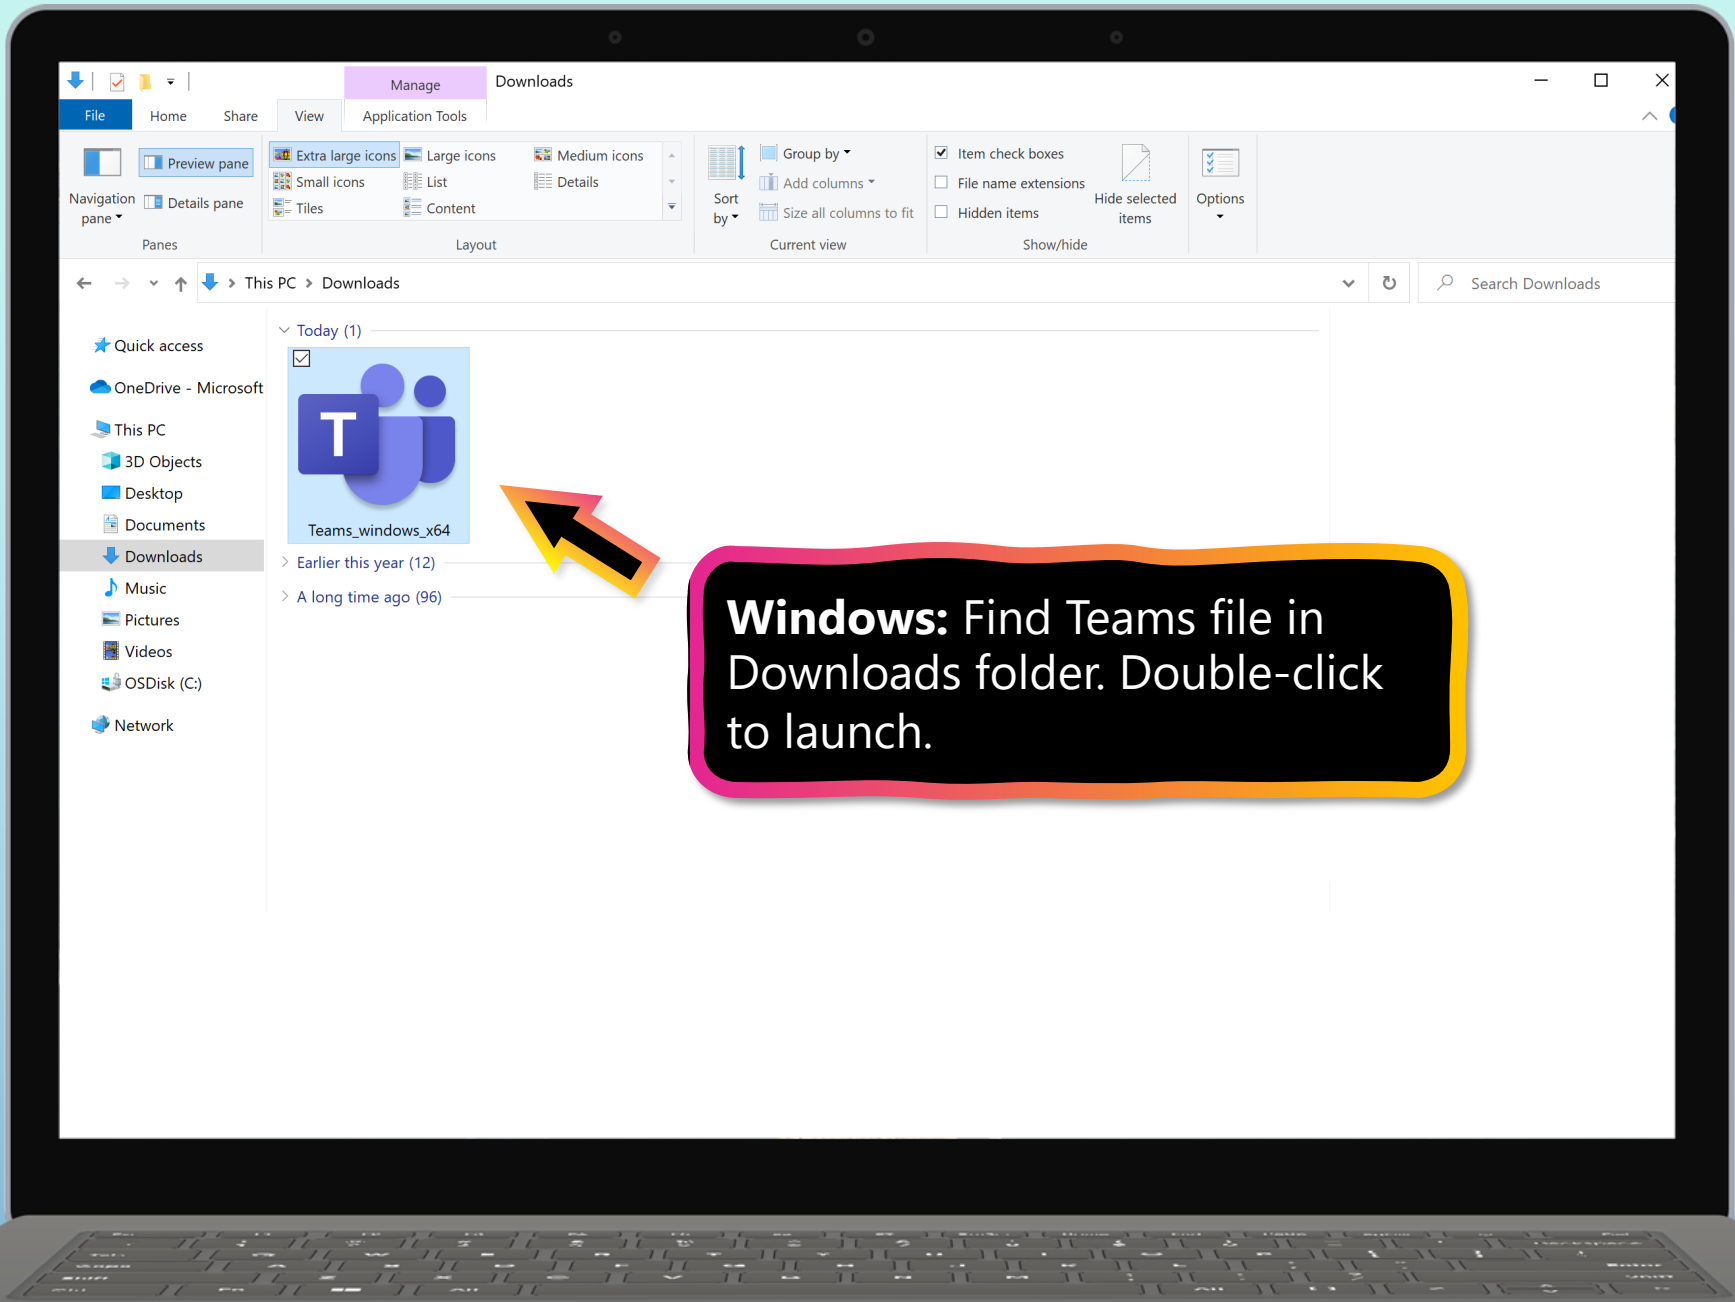 Manage
Downloads
File
Home
Share
View
Application Tools
Navigation
pane
Preview pane
Details pane
Panes
Extra large icons
Large icons
Medium icons
Small icons
List
Details
Tiles
Content
Layout
Sort
by
Group by
Add columns
Size all columns to fit
Current view
Item check boxes
File name extensions
Hidden items
Hide selected
items
Show/hide
Options
This PC > Downloads
Search Downloads
Quick access
OneDrive - Microsoft
This PC
3D Objects
Desktop
Documents
Downloads
Music
Pictures
Videos
OSDisk (C:)
Network
Today (1)
T
Teams_windows_x64
Earlier this year (12)
A long time ago (96)
Windows: Find Teams file in
Downloads folder. Double-click
to launch.